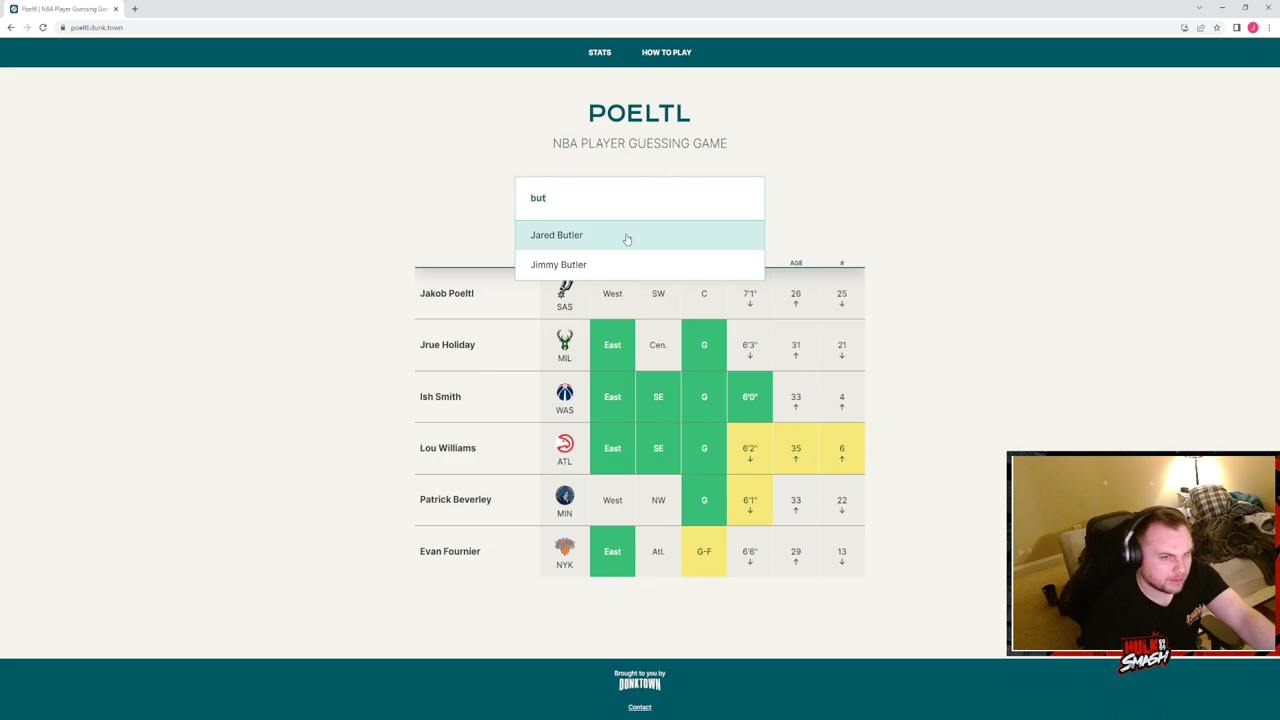 Poeltl | NBA Player Guessing Gam
poeltl.dunk.town
STATS
HOW TO PLAY
POELTL
NBA PLAYER GUESSING GAME
but
Jared Butler
Jimmy Butler
AGE #
Jakob Poeltl SAS West SW C 7'1" ↓ 26 ↑ 25 ↓
Jrue Holiday MIL East Cen. G 6'3" ↓ 31 ↑ 21 ↓
Ish Smith WAS East SE G 6'0" 33 ↑ 4 ↑
Lou Williams ATL East SE G 6'2" ↓ 35 ↑ 6 ↑
Patrick Beverley MIN West NW G 6'1" ↓ 33 ↑ 22 ↓
Evan Fournier NYK East Atl. G-F 6'6" ↓ 29 ↑ 13 ↓
HULK
SMASH
Brought to you by
DUNKTOWN
Contact